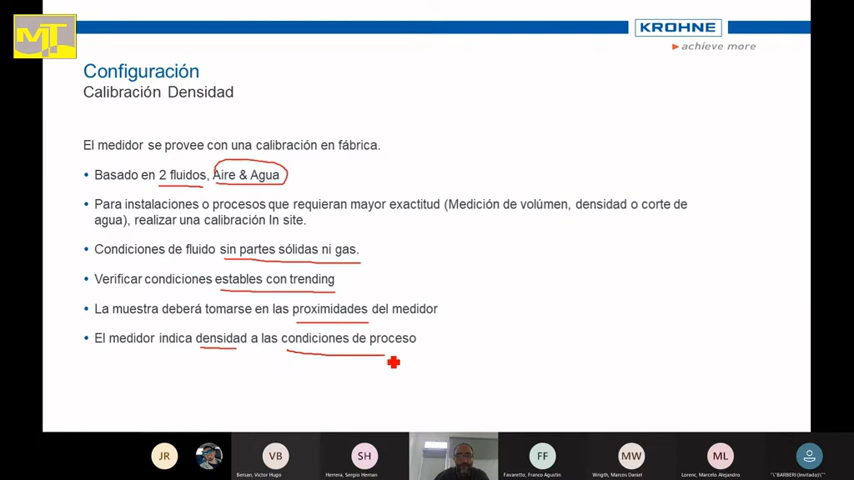 MT
KROHNE
achieve more
Configuración
Calibración Densidad
El medidor se provee con una calibración en fábrica.
• Basado en 2 fluidos, Aire & Agua
• Para instalaciones o procesos que requieran mayor exactitud (Medición de volúmen, densidad o corte de
agua), realizar una calibración In site.
• Condiciones de fluido sin partes sólidas ni gas.
• Verificar condiciones estables con trending
• La muestra deberá tomarse en las proximidades del medidor
• El medidor indica densidad a las condiciones de proceso
JR
VB
SH
FF
MW
ML
Bersan, Victor Hugo
Herrera, Sergio Hernan
Favaretto, Franco Agustin
Wrigth, Marcos Daniel
Lorenc, Marcelo Alejandro
"\"BARBERI (Invitado)\""